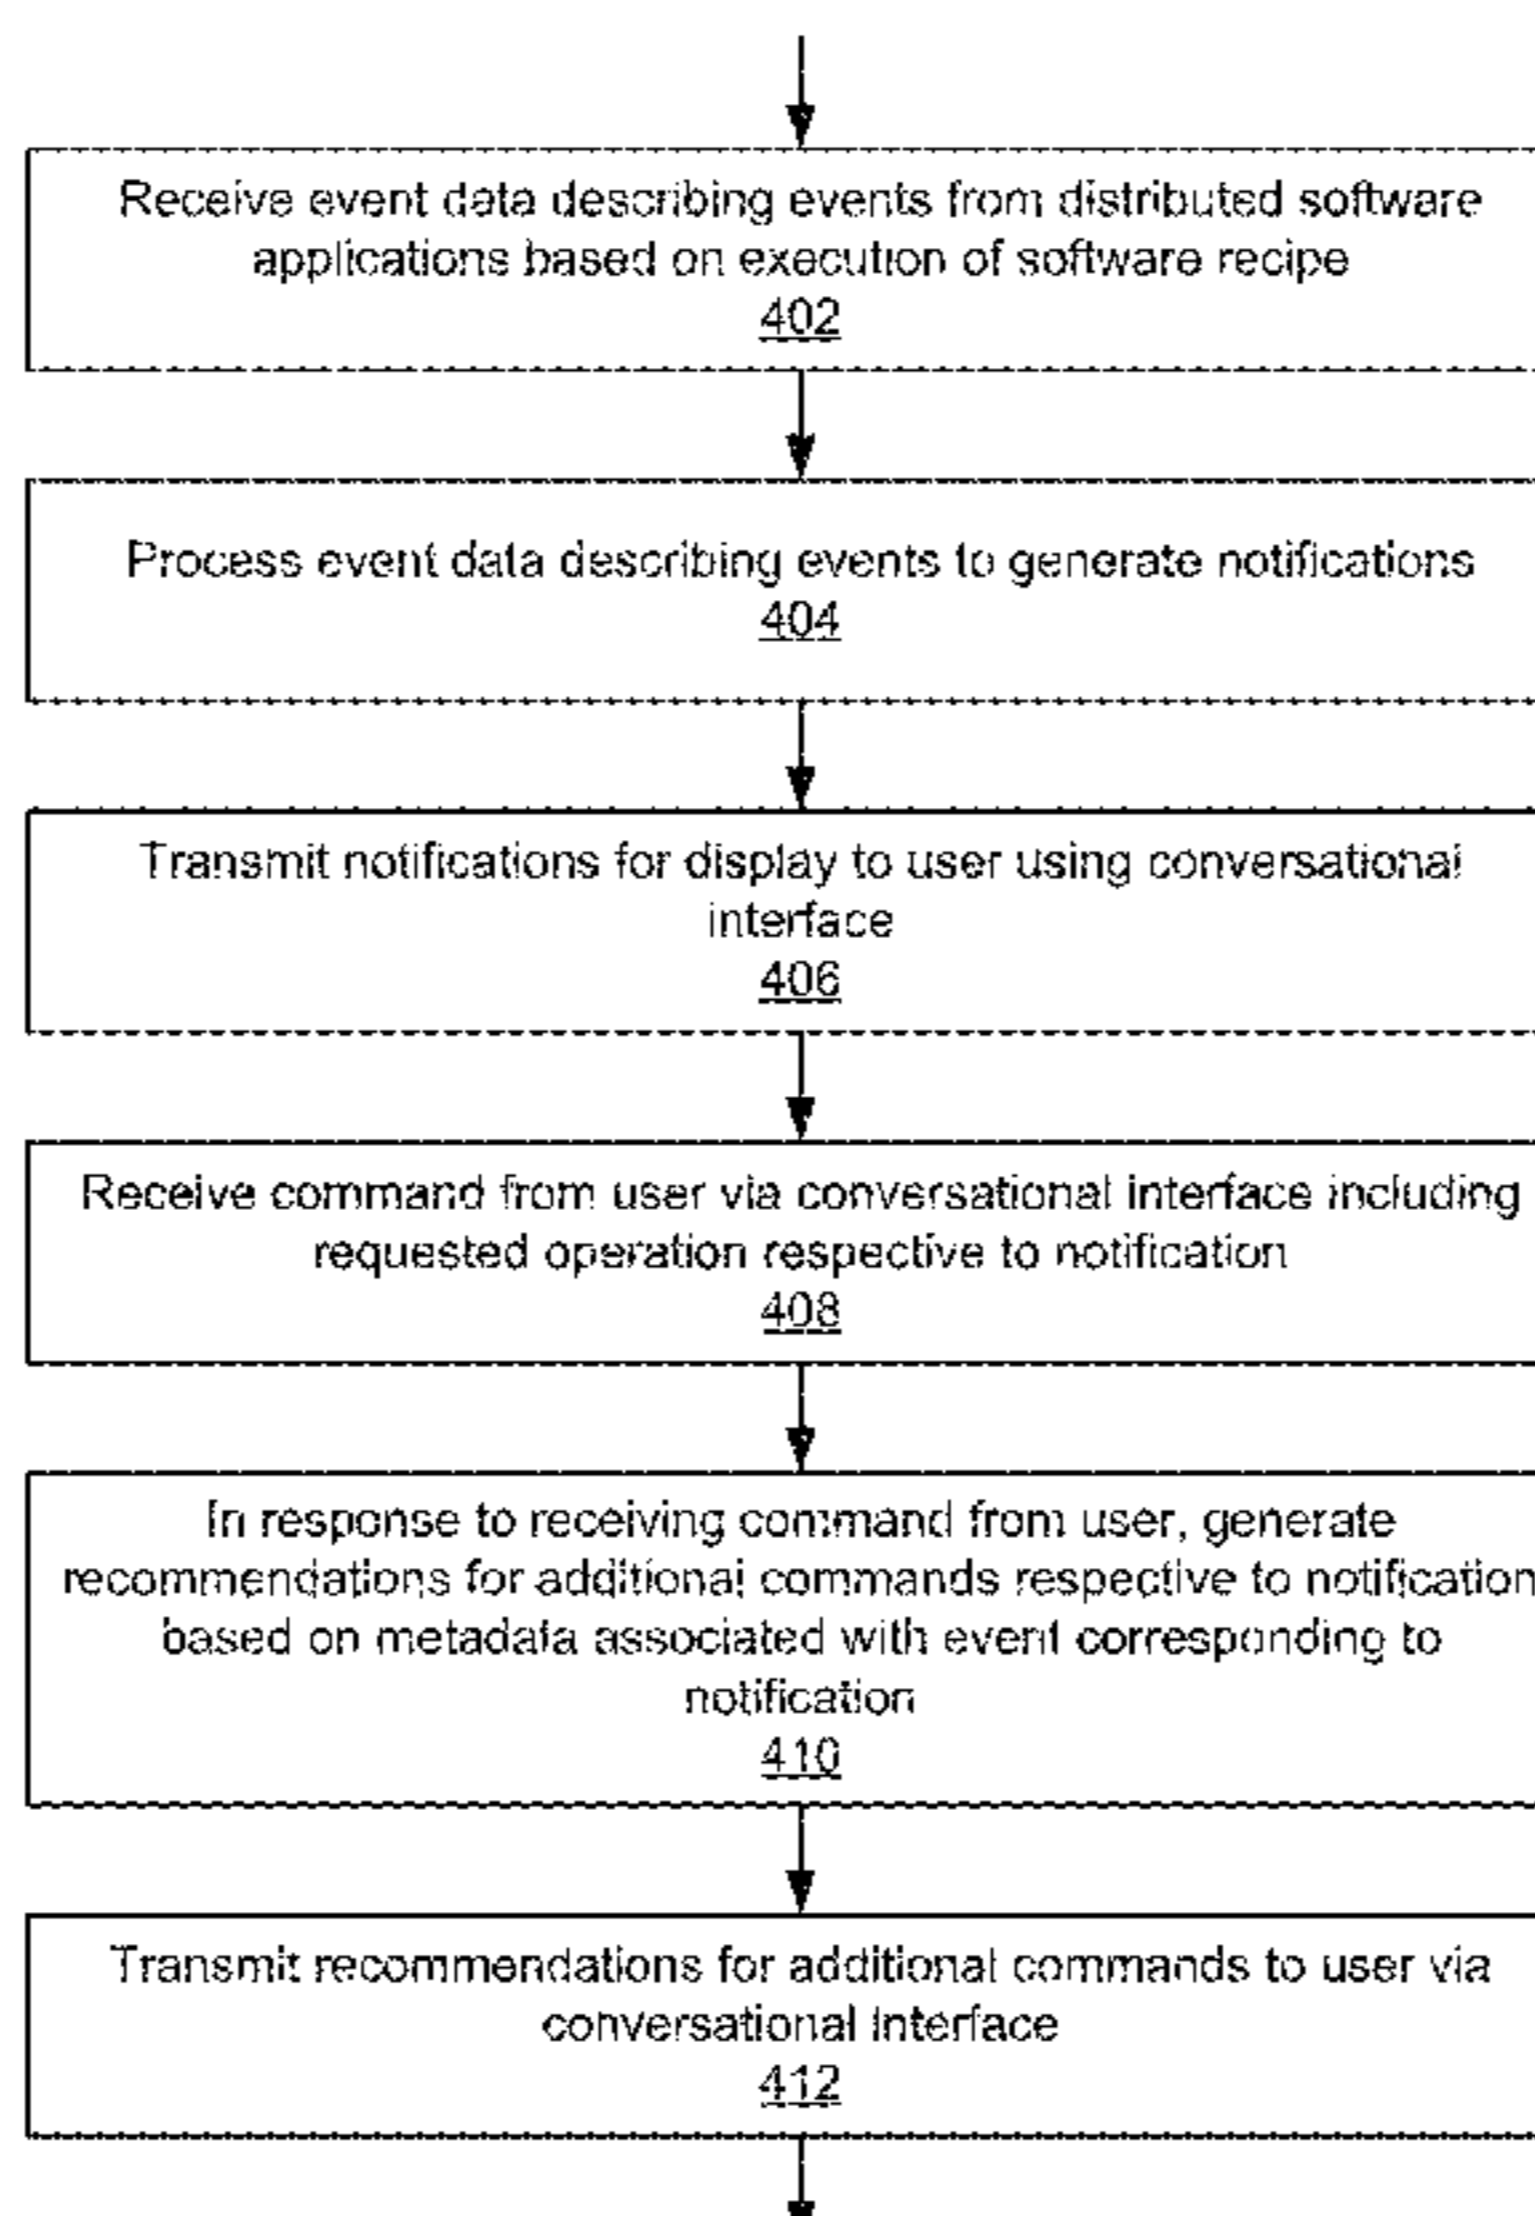 Receive event data describing events from distributed software
applications based on execution of software recipe
402
Process event data describing events to generate notifications
404
Transmit notifications for display to user using conversational
interface
406
Receive command from user via conversational interface including
requested operation respective to notification
408
In response to receiving command from user, generate
recommendations for additional commands respective to notification
based on metadata associated with event corresponding to
notification
410
Transmit recommendations for additional commands to user via
conversational interface
412